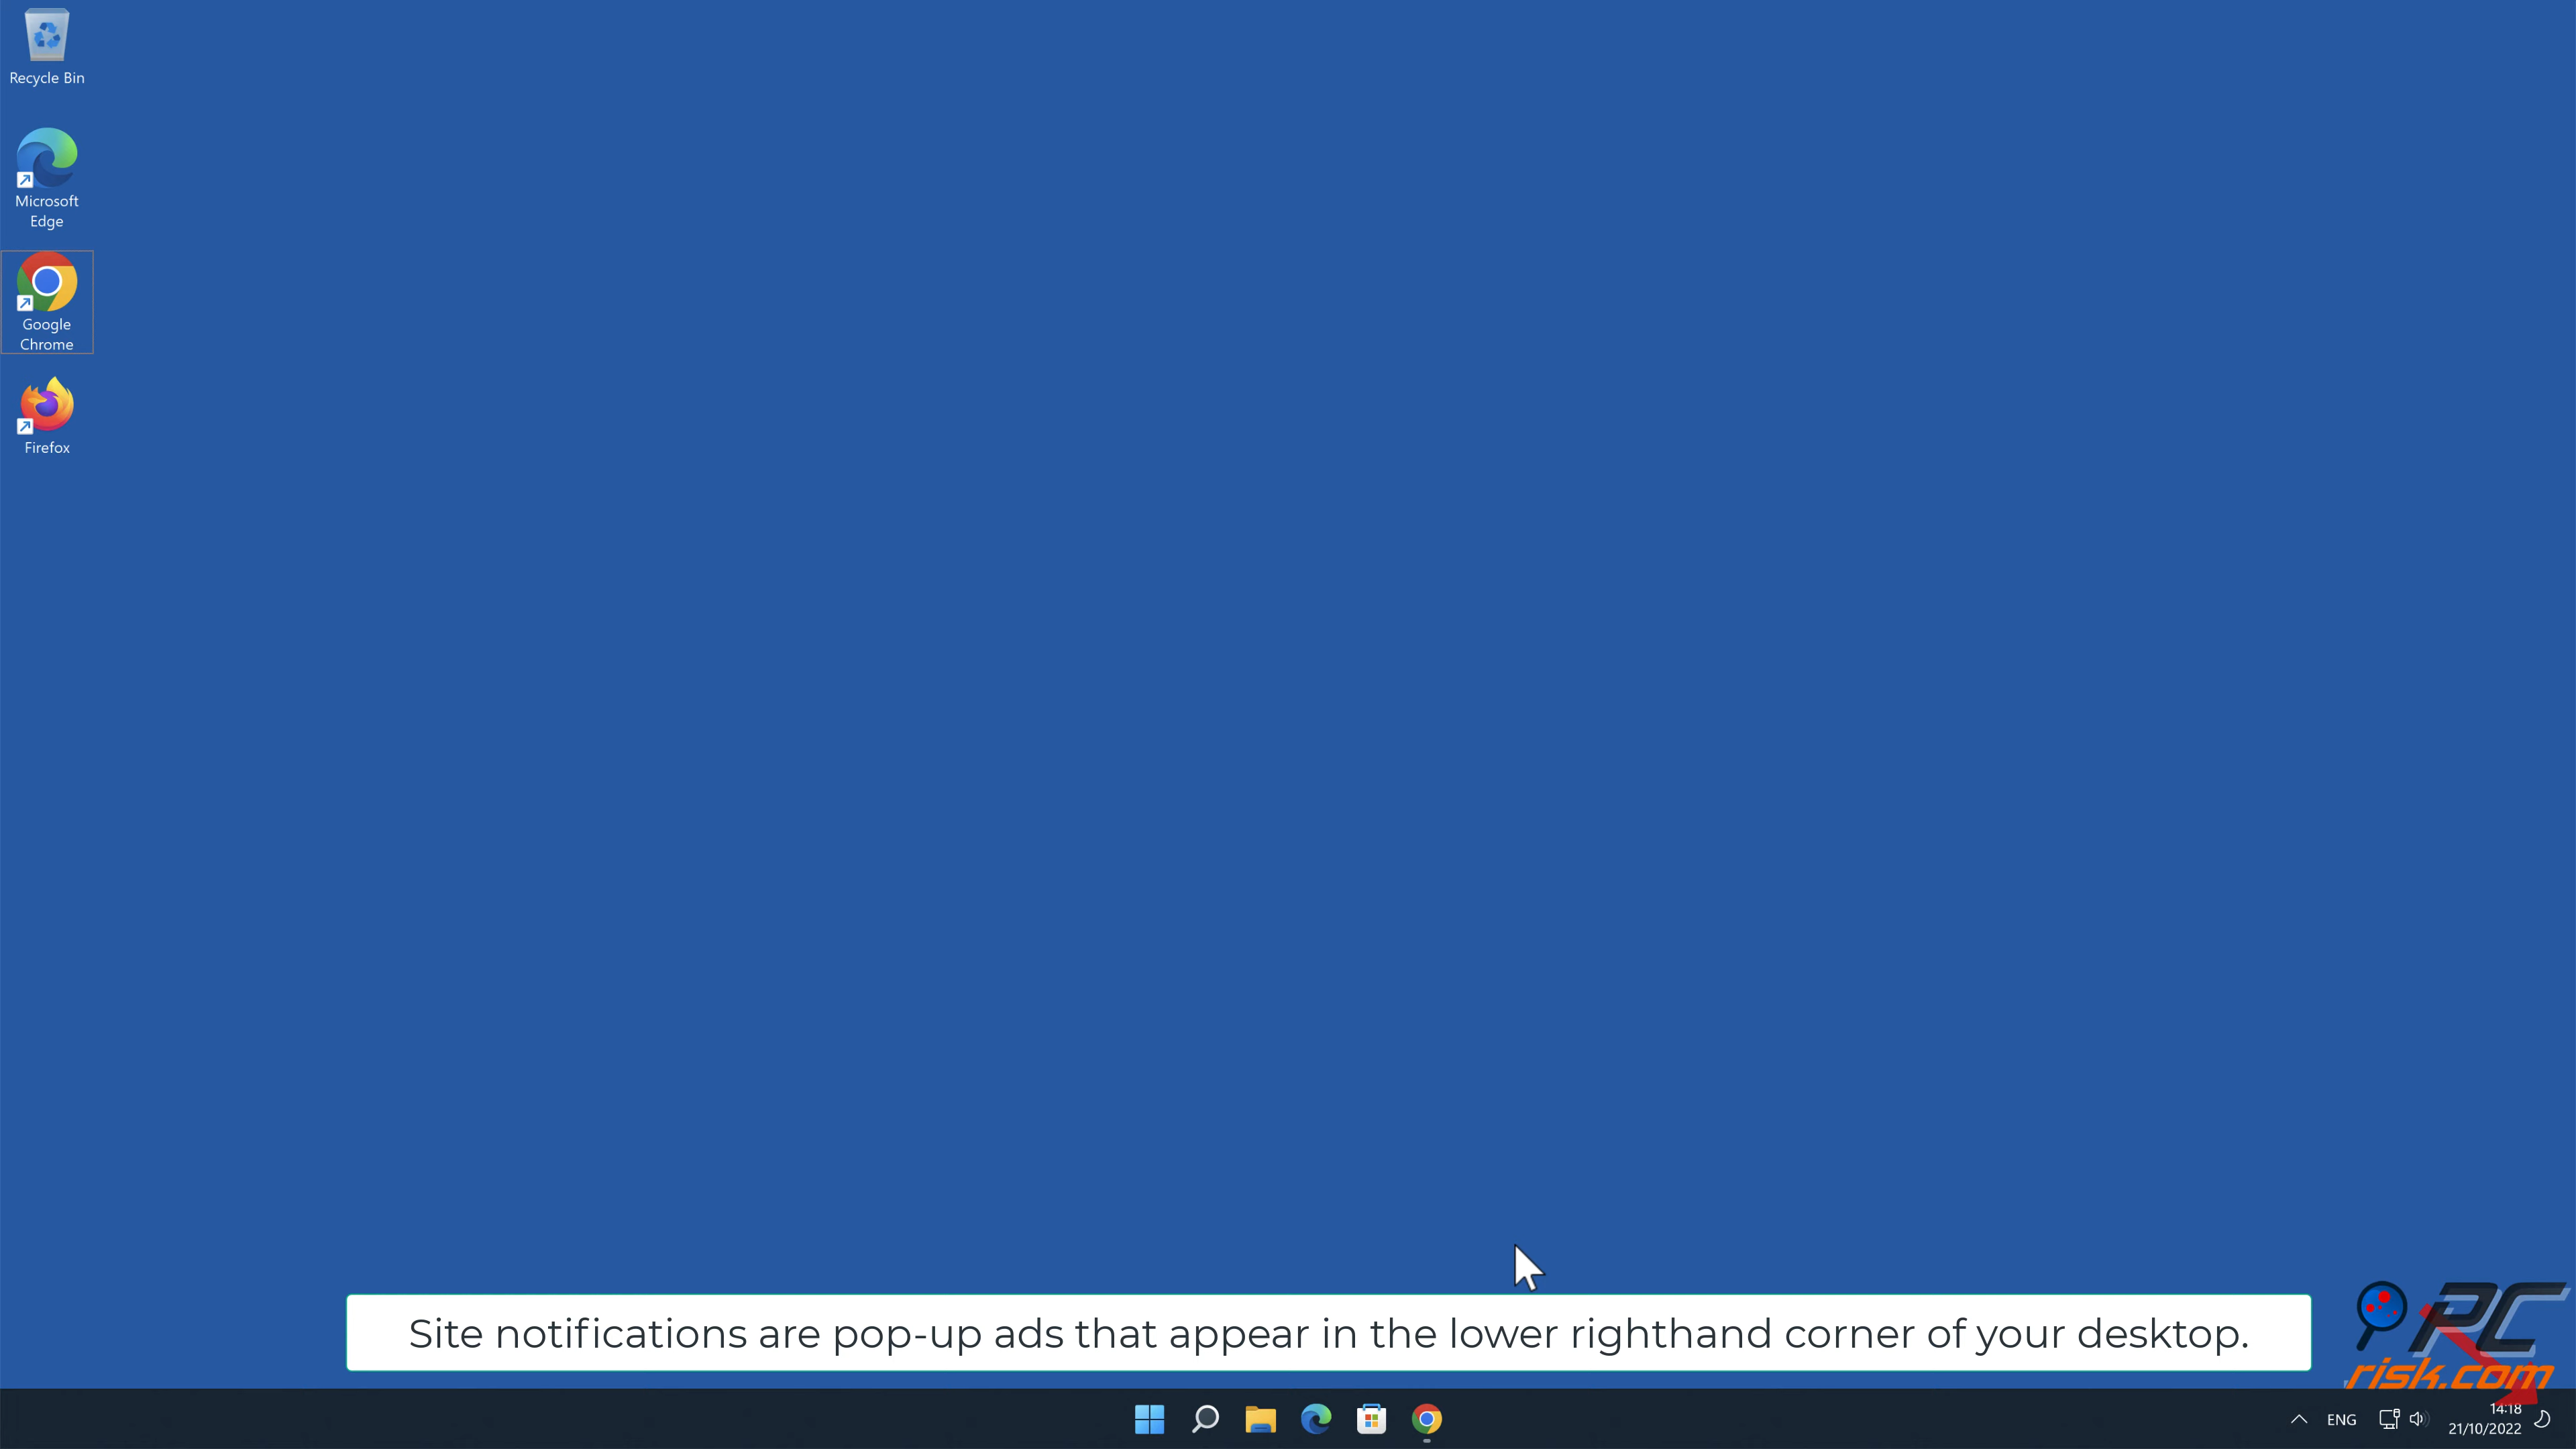 Recycle Bin
Microsoft
Edge
Google
Chrome
Firefox
Site notifications are pop-up ads that appear in the lower righthand corner of your desktop.
PC
risk.com
ENG
14:18
21/10/2022